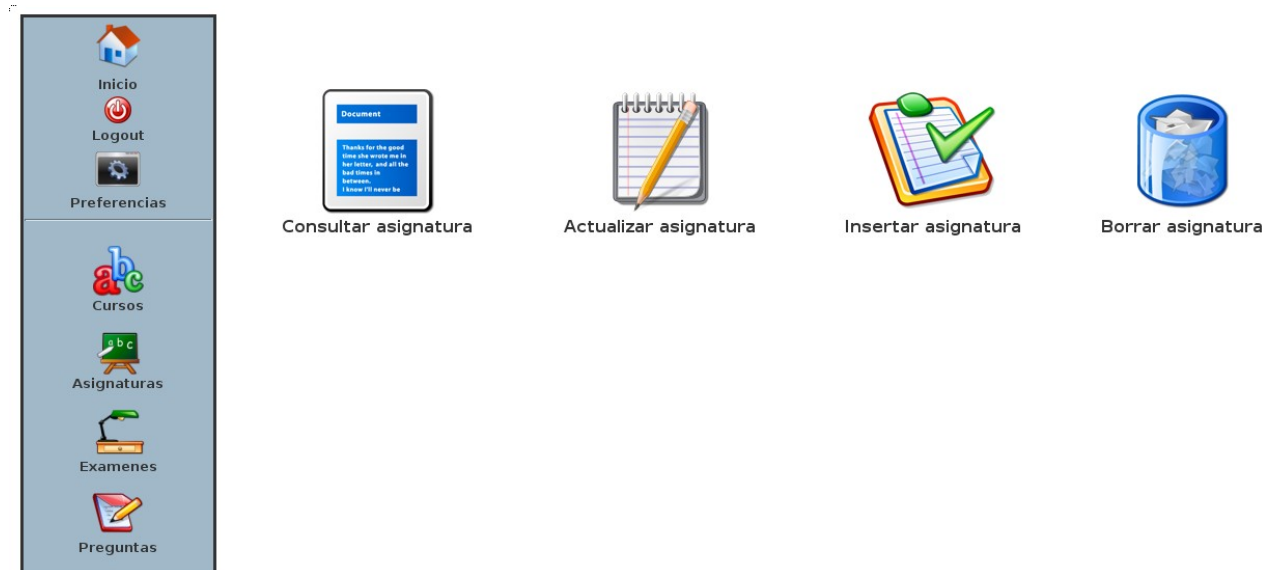 Inicio
Logout
Preferencias
abc
Cursos
abc
Asignaturas
Examenes
Preguntas
Document
Thanks for the good
time she wrote me in
her letter, and all the
bad times in
between.
I know I'll never be
Consultar asignatura
Actualizar asignatura
Insertar asignatura
Borrar asignatura